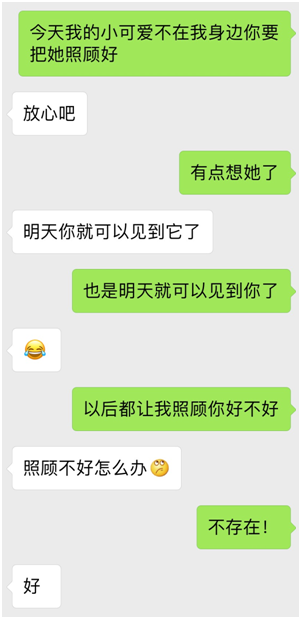 今天我的小可爱不在我身边你要
把她照顾好
放心吧
有点想她了
明天你就可以见到它了
也是明天就可以见到你了
😂
以后都让我照顾你好不好
照顾不好怎么办🤔
不存在！
好